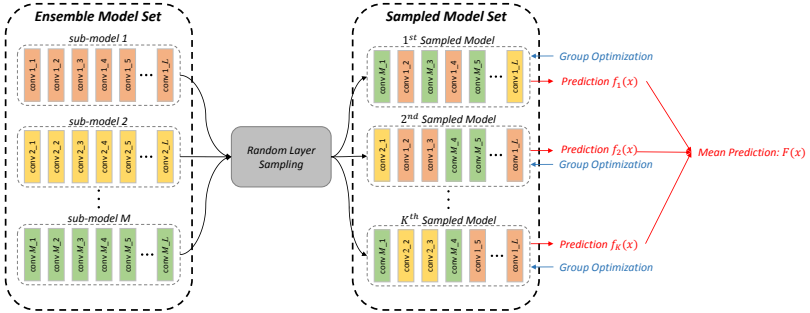 Ensemble Model Set
sub-model 1
conv 1_1 conv 1_2 conv 1_3 conv 1_4 conv 1_5 ••• conv 1_L
sub-model 2
conv 2_1 conv 2_2 conv 2_3 conv 2_4 conv 2_5 ••• conv 2_L
sub-model M
conv M_1 conv M_2 conv M_3 conv M_4 conv M_5 ••• conv M_L
Random Layer
Sampling
Sampled Model Set
1st Sampled Model
conv M_1 conv 1_2 conv M_3 conv 1_4 conv M_5 ••• conv 1_L
Group Optimization
Prediction f1(x)
2nd Sampled Model
conv 2_1 conv 1_2 conv 1_3 conv M_4 conv M_5 ••• conv 1_L
Prediction f2(x)
Group Optimization
Kth Sampled Model
conv M_1 conv 2_2 conv 2_3 conv M_4 conv 1_5 ••• conv 1_L
Prediction fK(x)
Group Optimization
Mean Prediction: F(x)